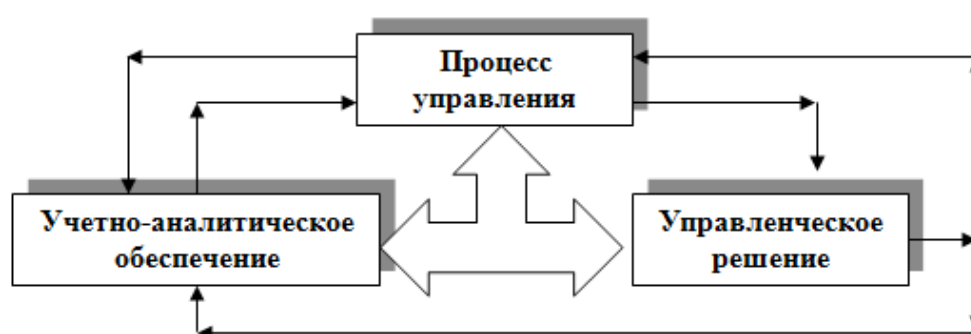 Процесс
управления
Учетно-аналитическое
обеспечение
Управленческое
решение